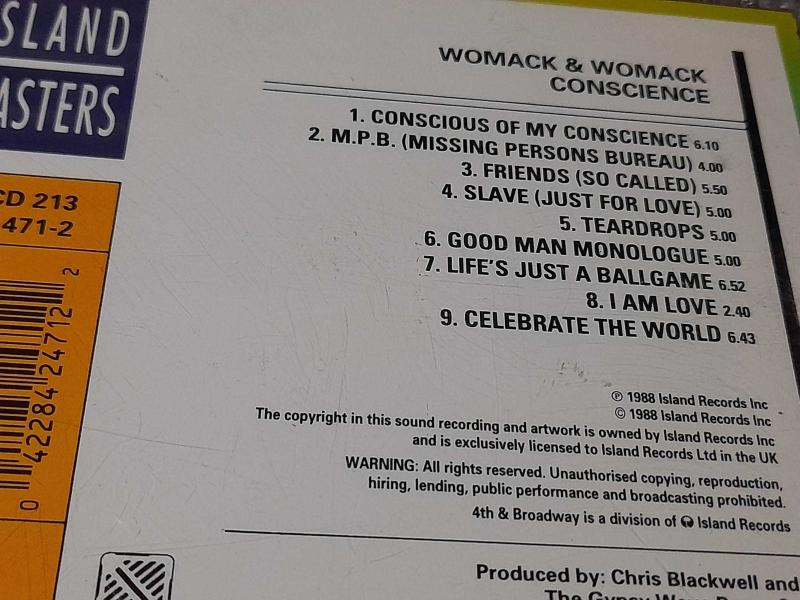 SLAND
ASTERS
CD 213
471-2
0 42284 24712 2
WOMACK & WOMACK
CONSCIENCE
1. CONSCIOUS OF MY CONSCIENCE 6.10
2. M.P.B. (MISSING PERSONS BUREAU) 4.00
3. FRIENDS (SO CALLED) 5.50
4. SLAVE (JUST FOR LOVE) 5.00
5. TEARDROPS 5.00
6. GOOD MAN MONOLOGUE 5.00
7. LIFE'S JUST A BALLGAME 6.52
8. I AM LOVE 2.40
9. CELEBRATE THE WORLD 6.43
℗ 1988 Island Records Inc
© 1988 Island Records Inc
The copyright in this sound recording and artwork is owned by Island Records Inc
and is exclusively licensed to Island Records Ltd in the UK
WARNING: All rights reserved. Unauthorised copying, reproduction,
hiring, lending, public performance and broadcasting prohibited.
4th & Broadway is a division of Island Records
Produced by: Chris Blackwell and
The Gypsy Wave